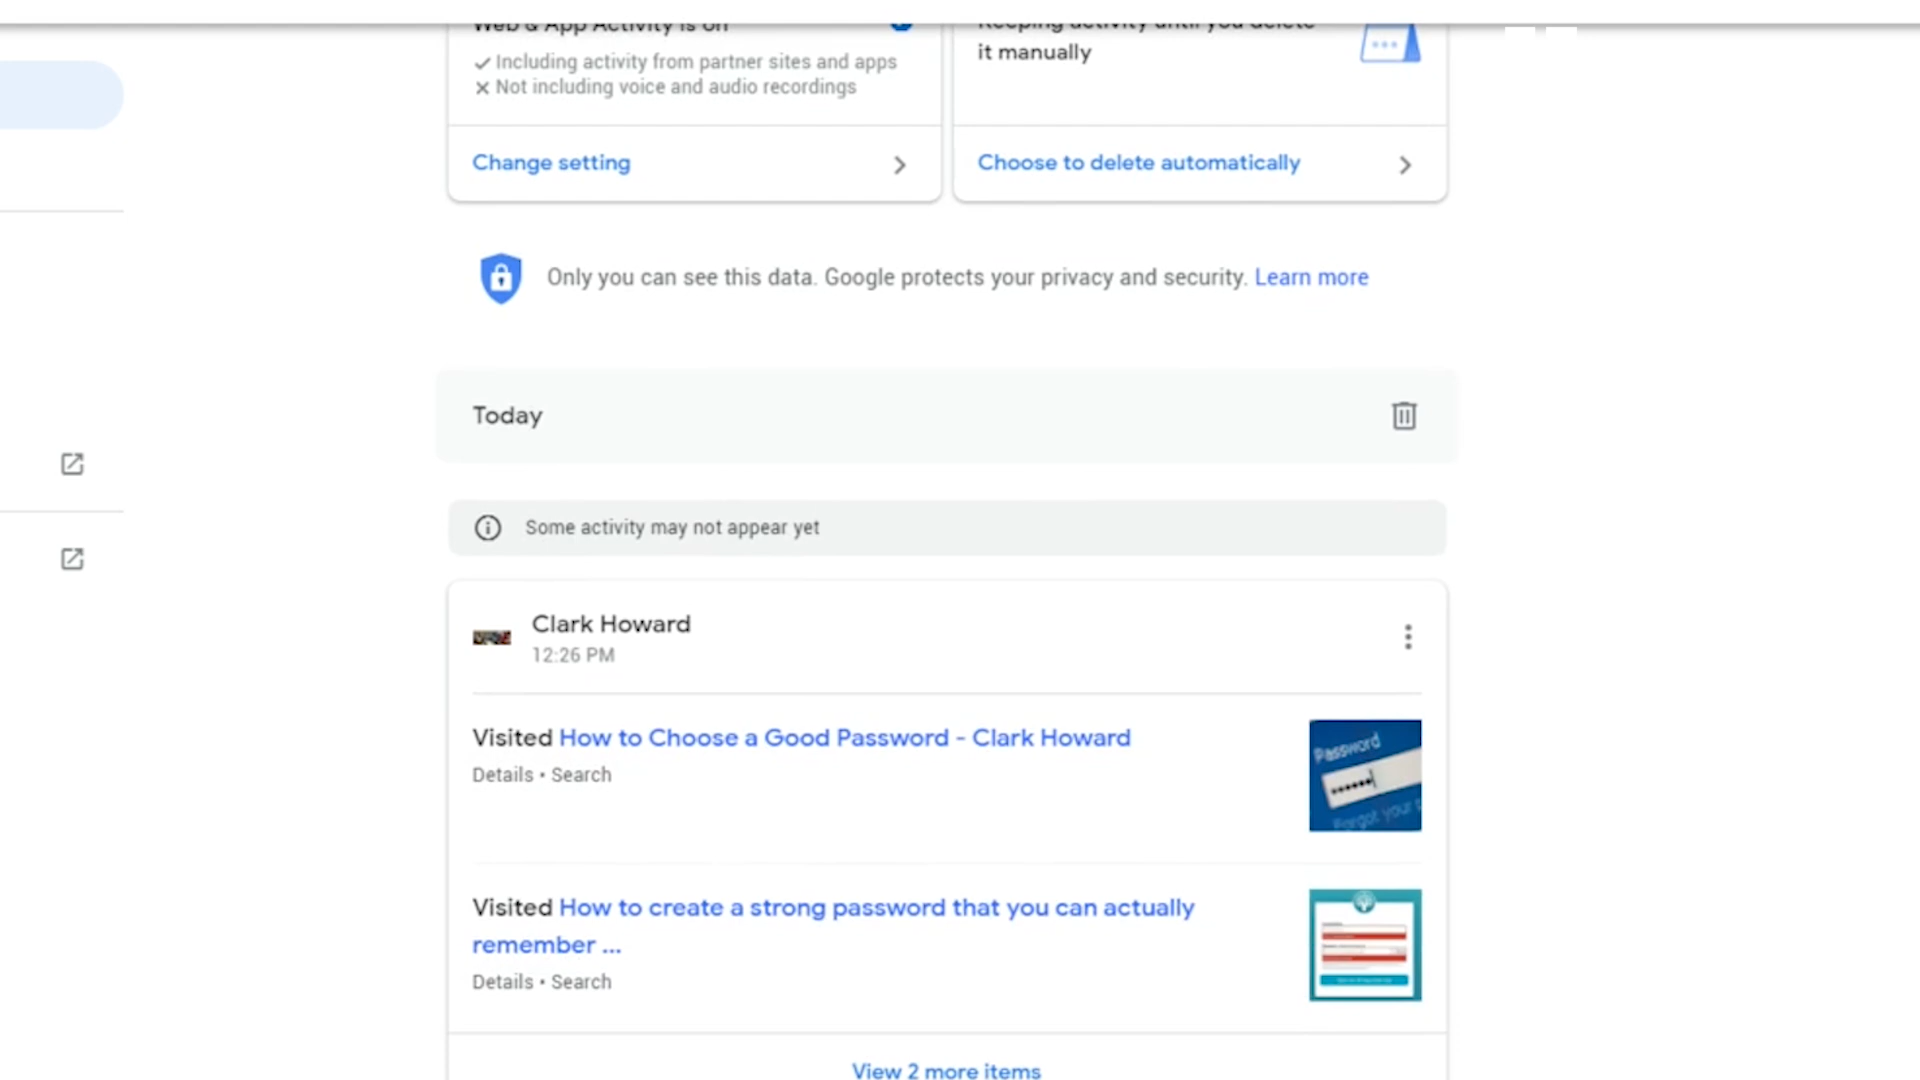 Web & App Activity is on
✓ Including activity from partner sites and apps
✕ Not including voice and audio recordings
Change setting
Keeping activity until you delete
it manually
Choose to delete automatically
Only you can see this data. Google protects your privacy and security. Learn more
Today
Some activity may not appear yet
Clark Howard
12:26 PM
Visited How to Choose a Good Password - Clark Howard
Details • Search
Password
Forgot your
Visited How to create a strong password that you can actually
remember ...
Details • Search
View 2 more items